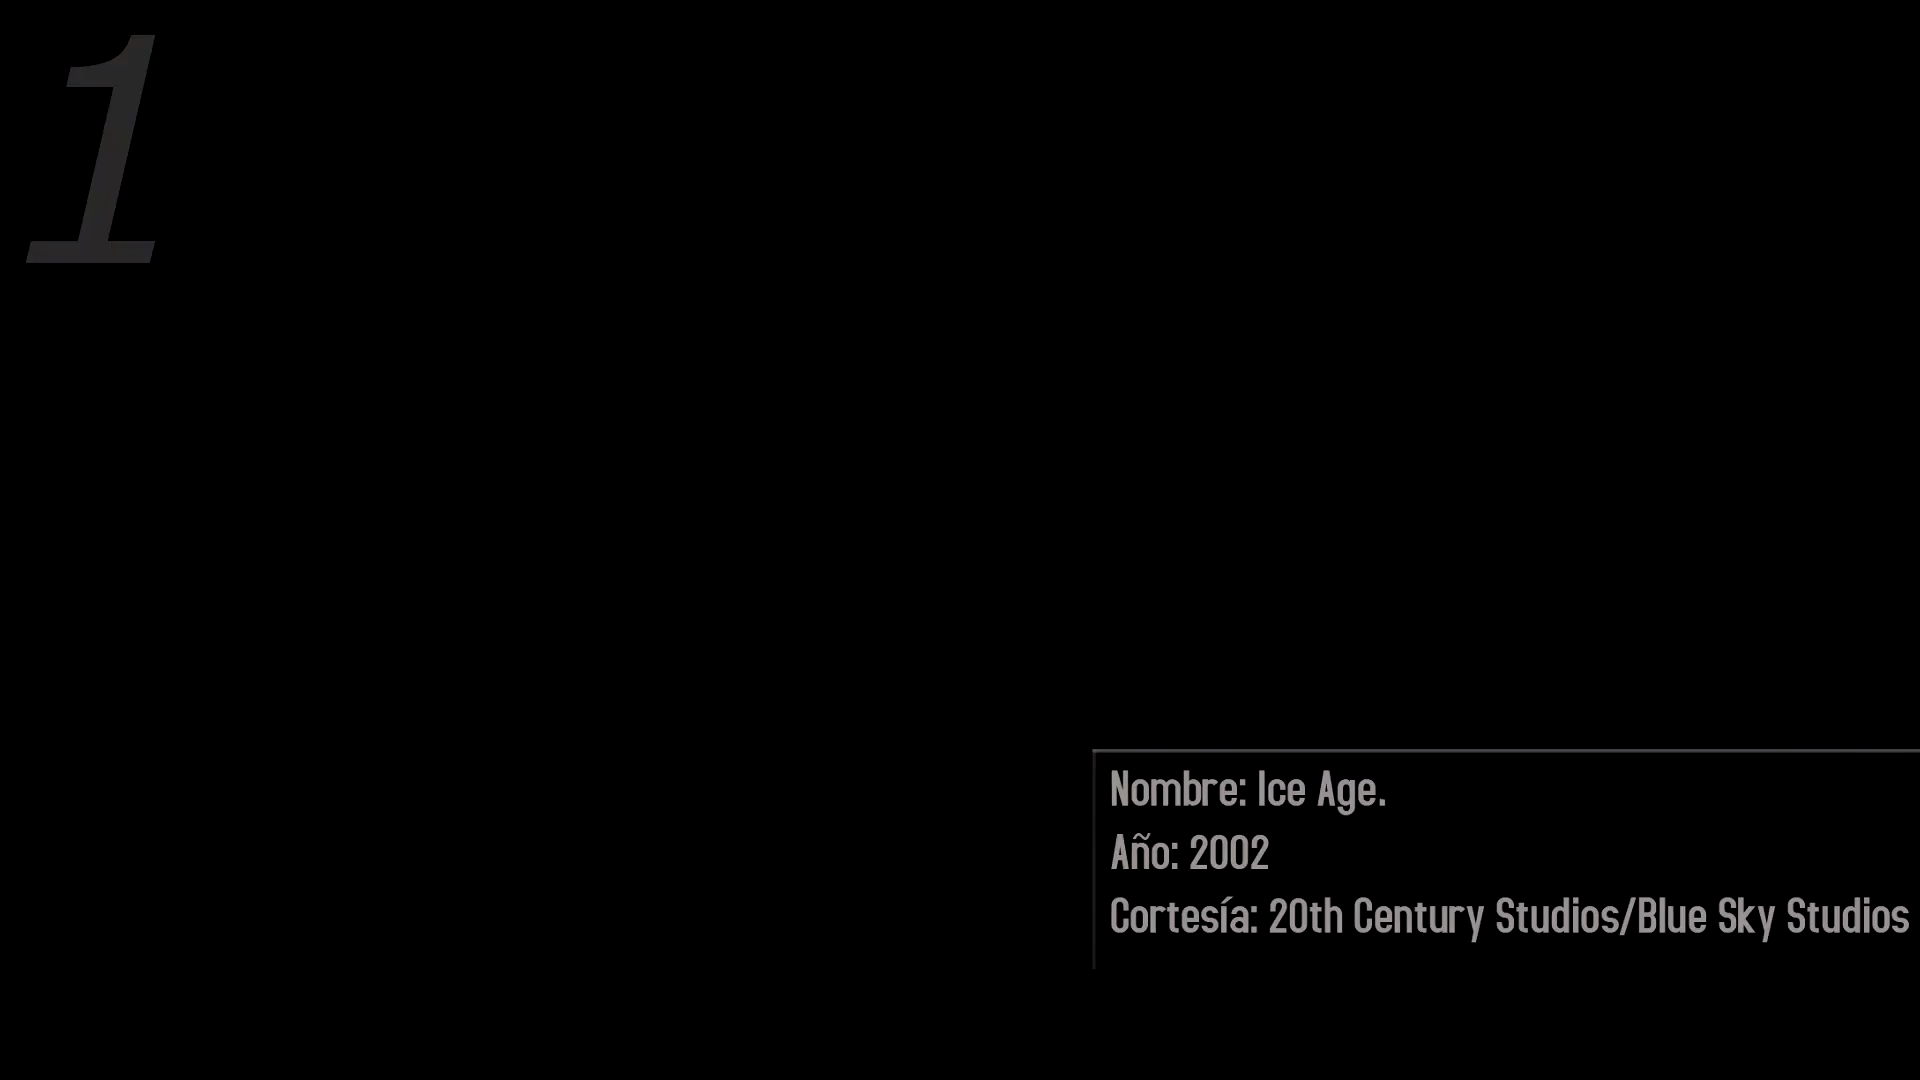 1
Nombre: Ice Age.
Año: 2002
Cortesía: 20th Century Studios/Blue Sky Studios